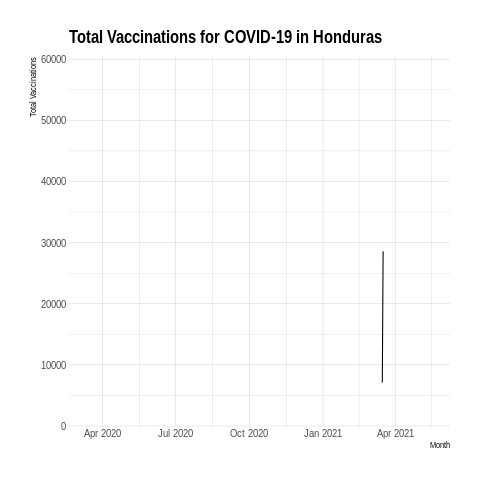 Total Vaccinations for COVID-19 in Honduras
Total Vaccinations
60000
50000
40000
30000
20000
10000
0
Apr 2020 Jul 2020 Oct 2020 Jan 2021 Apr 2021
Month